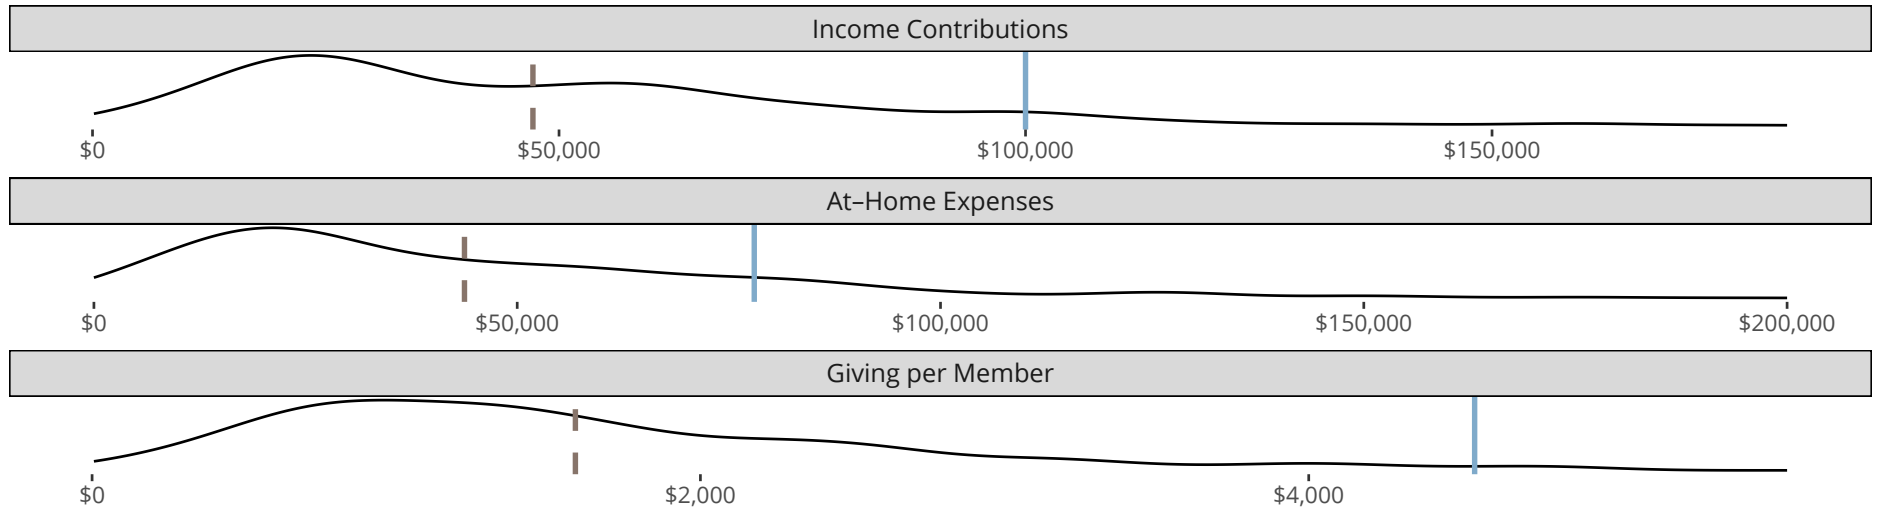 Income Contributions
$0 $50,000 $100,000 $150,000
At–Home Expenses
$0 $50,000 $100,000 $150,000 $200,000
Giving per Member
$0 $2,000 $4,000